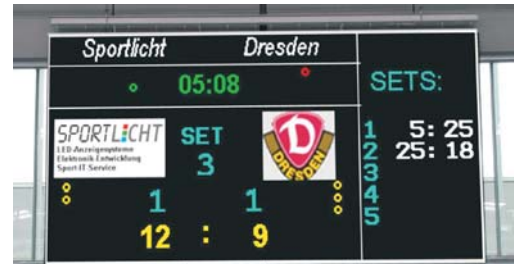 Sportlicht Dresden
05:08
SPORTLICHT
LED-Anzeigesysteme
Elektronik-Entwicklung
Sport-IT-Service
SET
3
D
DRESDEN
1 1
12 : 9
SETS:
1 5: 25
2 25: 18
3
4
5